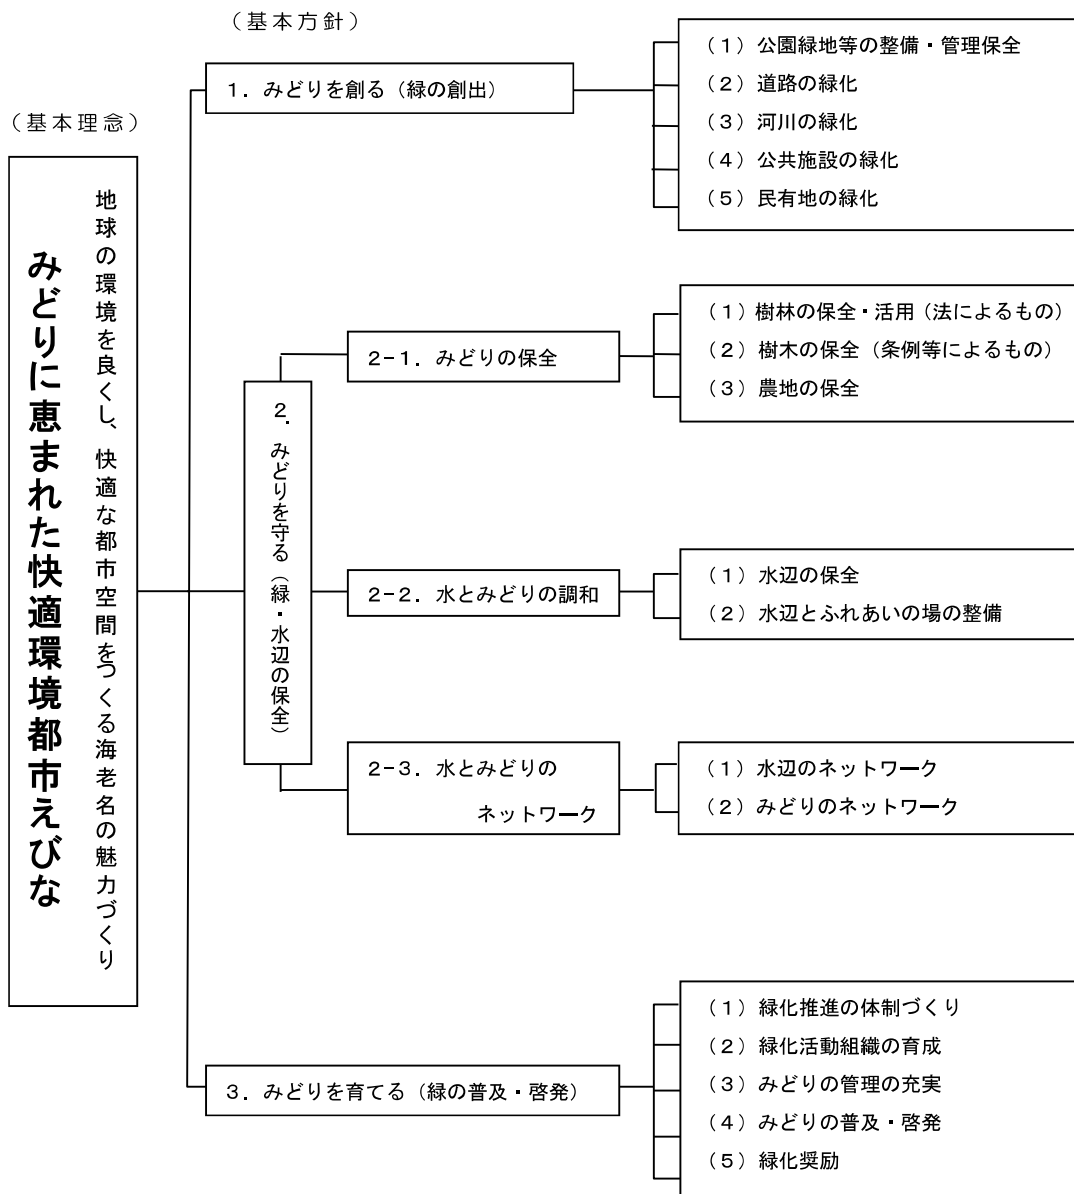 （基本理念）
地球の環境を良くし、快適な都市空間をつくる海老名の魅力づくり
みどりに恵まれた快適環境都市えびな
（基本方針）
１．みどりを創る（緑の創出）
（１）公園緑地等の整備・管理保全
（２）道路の緑化
（３）河川の緑化
（４）公共施設の緑化
（５）民有地の緑化
２．みどりを守る（緑・水辺の保全）
２-１．みどりの保全
（１）樹林の保全・活用（法によるもの）
（２）樹木の保全（条例等によるもの）
（３）農地の保全
２-２．水とみどりの調和
（１）水辺の保全
（２）水辺とふれあいの場の整備
２-３．水とみどりの
ネットワーク
（１）水辺のネットワーク
（２）みどりのネットワーク
３．みどりを育てる（緑の普及・啓発）
（１）緑化推進の体制づくり
（２）緑化活動組織の育成
（３）みどりの管理の充実
（４）みどりの普及・啓発
（５）緑化奨励